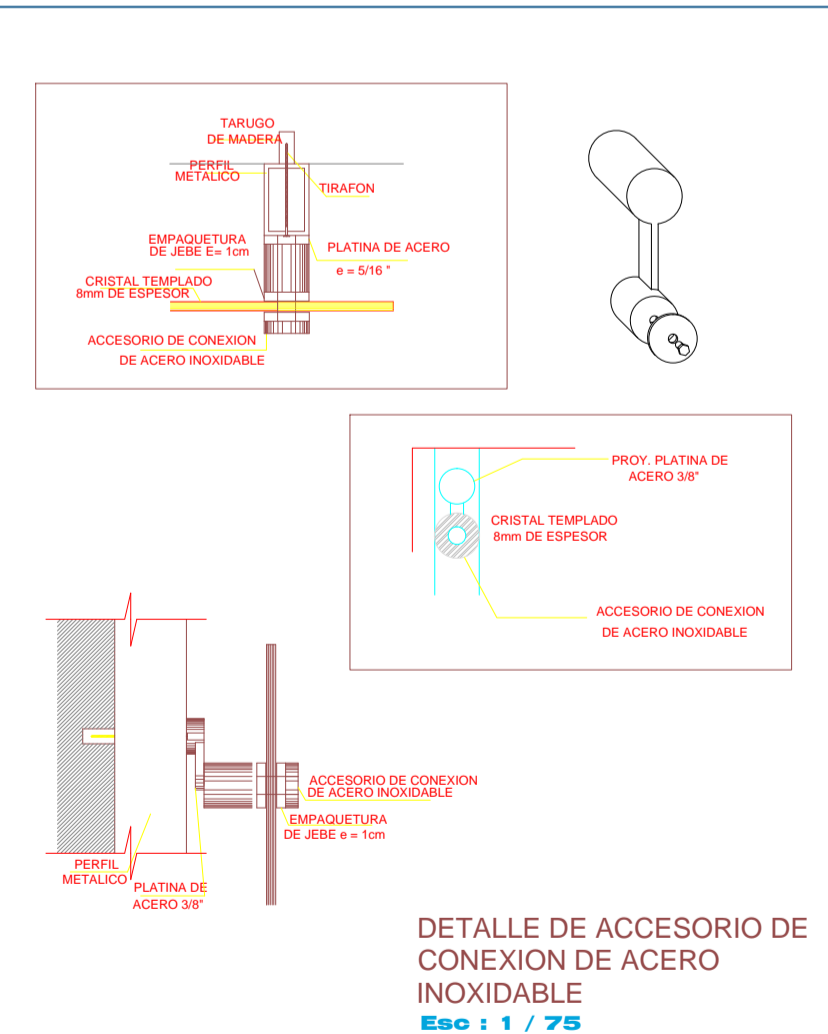 TARUGO
DE MADERA
PERFIL
METALICO
TIRAFON
EMPAQUETURA
DE JEBE E= 1cm
PLATINA DE ACERO
e = 5/16 "
CRISTAL TEMPLADO
8mm DE ESPESOR
ACCESORIO DE CONEXION
DE ACERO INOXIDABLE
PROY. PLATINA DE
ACERO 3/8"
CRISTAL TEMPLADO
8mm DE ESPESOR
ACCESORIO DE CONEXION
DE ACERO INOXIDABLE
ACCESORIO DE CONEXION
DE ACERO INOXIDABLE
EMPAQUETURA
DE JEBE e = 1cm
PERFIL
METALICO
PLATINA DE
ACERO 3/8"
DETALLE DE ACCESORIO DE
CONEXION DE ACERO
INOXIDABLE
Esc : 1 / 75